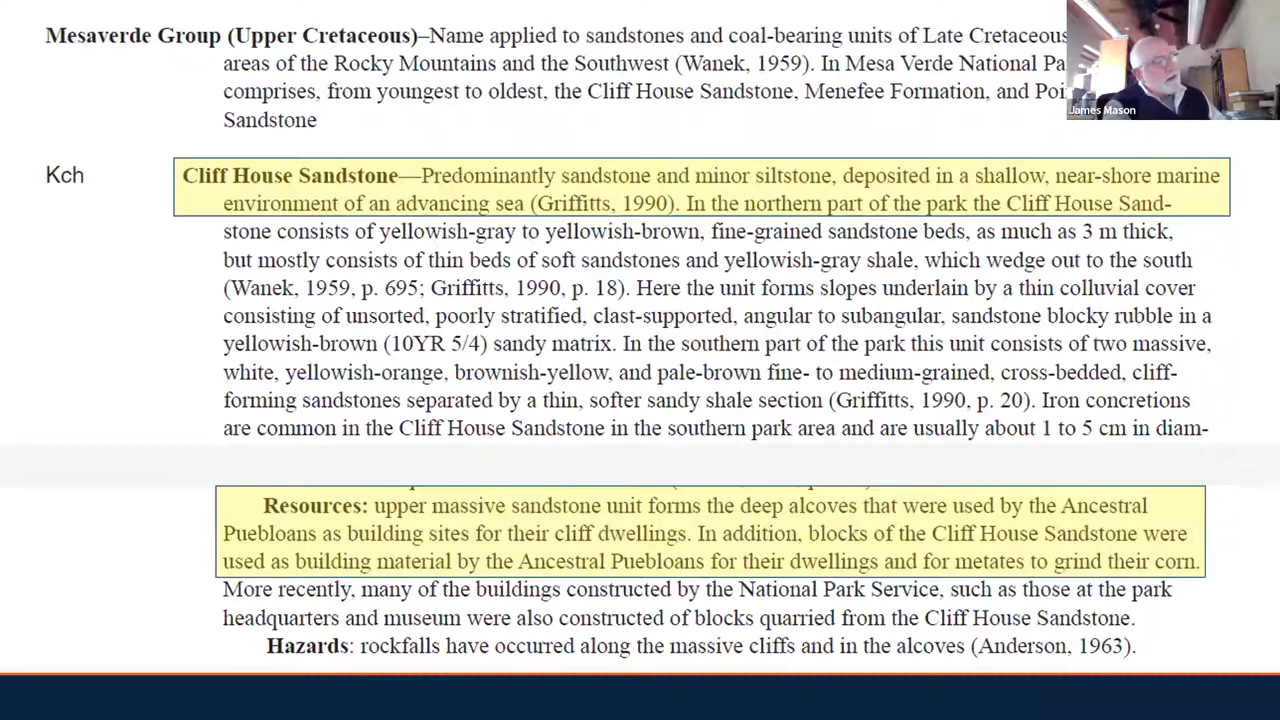 Mesaverde Group (Upper Cretaceous)–Name applied to sandstones and coal-bearing units of Late Cretaceous
areas of the Rocky Mountains and the Southwest (Wanek, 1959). In Mesa Verde National
comprises, from youngest to oldest, the Cliff House Sandstone, Menefee Formation, and
Sandstone
James Mason
Kch
Cliff House Sandstone—Predominantly sandstone and minor siltstone, deposited in a shallow, near-shore marine
environment of an advancing sea (Griffitts, 1990). In the northern part of the park the Cliff House Sand-
stone consists of yellowish-gray to yellowish-brown, fine-grained sandstone beds, as much as 3 m thick,
but mostly consists of thin beds of soft sandstones and yellowish-gray shale, which wedge out to the south
(Wanek, 1959, p. 695; Griffitts, 1990, p. 18). Here the unit forms slopes underlain by a thin colluvial cover
consisting of unsorted, poorly stratified, clast-supported, angular to subangular, sandstone blocky rubble in a
yellowish-brown (10YR 5/4) sandy matrix. In the southern part of the park this unit consists of two massive,
white, yellowish-orange, brownish-yellow, and pale-brown fine- to medium-grained, cross-bedded, cliff-
forming sandstones separated by a thin, softer sandy shale section (Griffitts, 1990, p. 20). Iron concretions
are common in the Cliff House Sandstone in the southern park area and are usually about 1 to 5 cm in diam-
Resources: upper massive sandstone unit forms the deep alcoves that were used by the Ancestral
Puebloans as building sites for their cliff dwellings. In addition, blocks of the Cliff House Sandstone were
used as building material by the Ancestral Puebloans for their dwellings and for metates to grind their corn.
More recently, many of the buildings constructed by the National Park Service, such as those at the park
headquarters and museum were also constructed of blocks quarried from the Cliff House Sandstone.
Hazards: rockfalls have occurred along the massive cliffs and in the alcoves (Anderson, 1963).